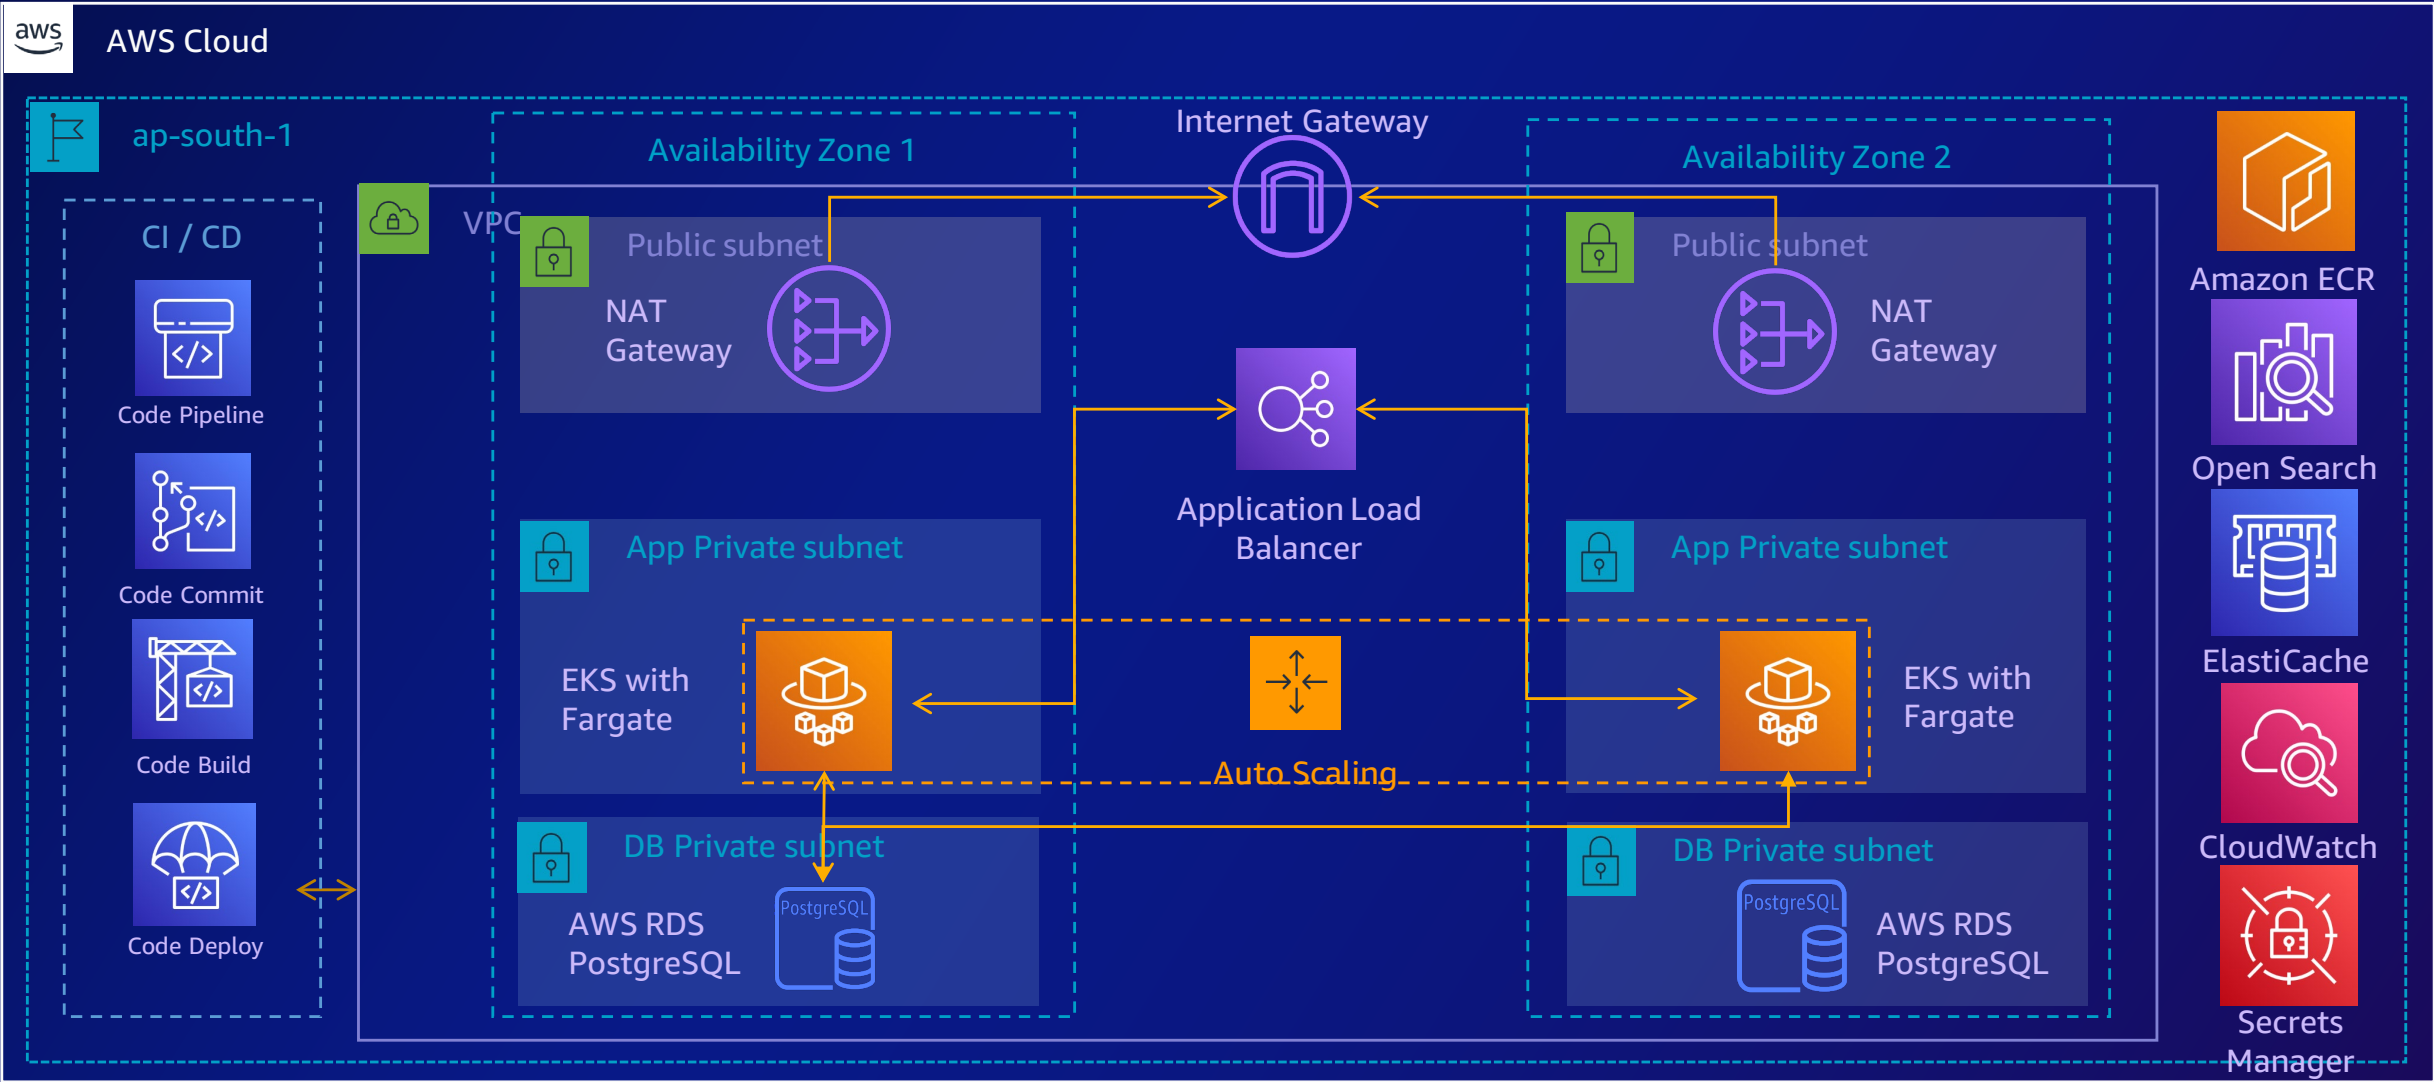 aws
AWS Cloud
ap-south-1
CI / CD
Code Pipeline
Code Commit
Code Build
Code Deploy
VPC
Availability Zone 1
Public subnet
NAT
Gateway
App Private subnet
EKS with
Fargate
DB Private subnet
AWS RDS
PostgreSQL
PostgreSQL
Internet Gateway
Application Load
Balancer
Auto Scaling
Availability Zone 2
Public subnet
NAT
Gateway
App Private subnet
EKS with
Fargate
DB Private subnet
PostgreSQL
AWS RDS
PostgreSQL
Amazon ECR
Open Search
ElastiCache
CloudWatch
Secrets
Manager